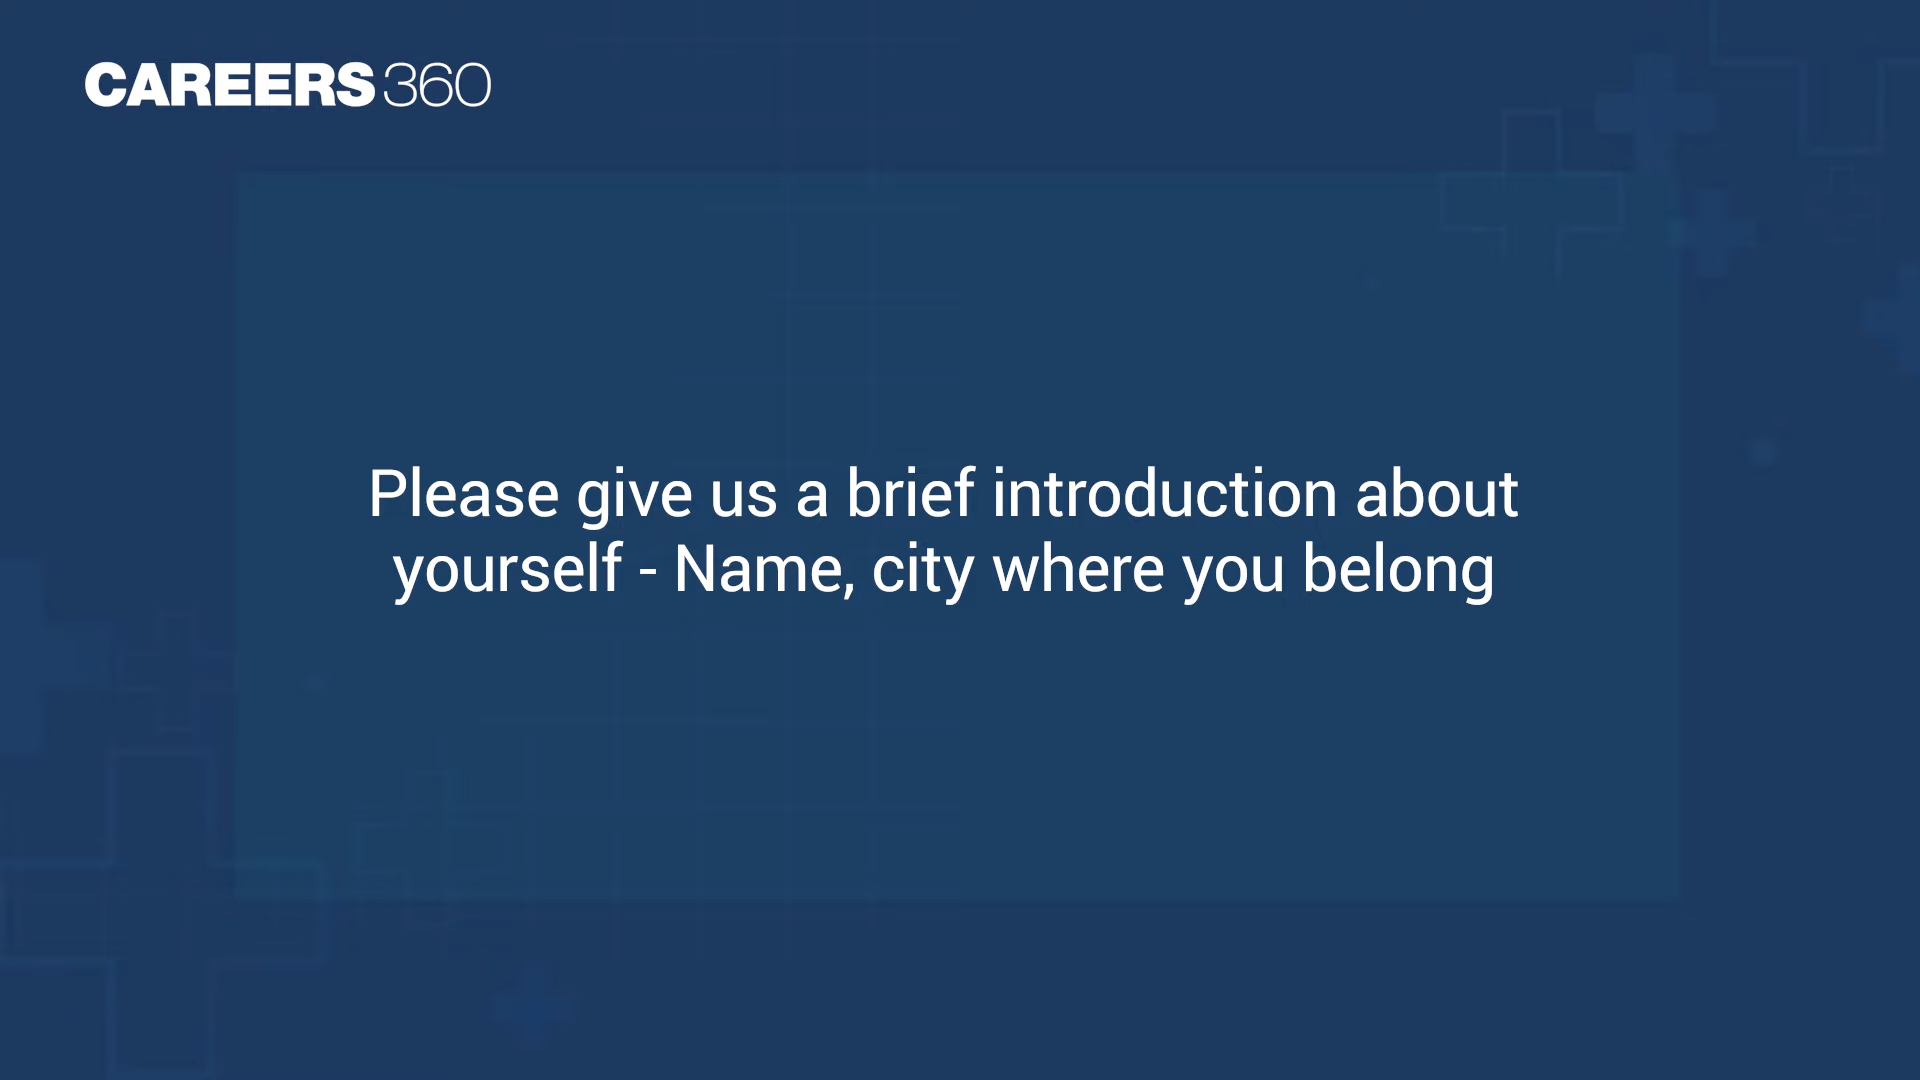 CAREERS360
Please give us a brief introduction about
yourself - Name, city where you belong